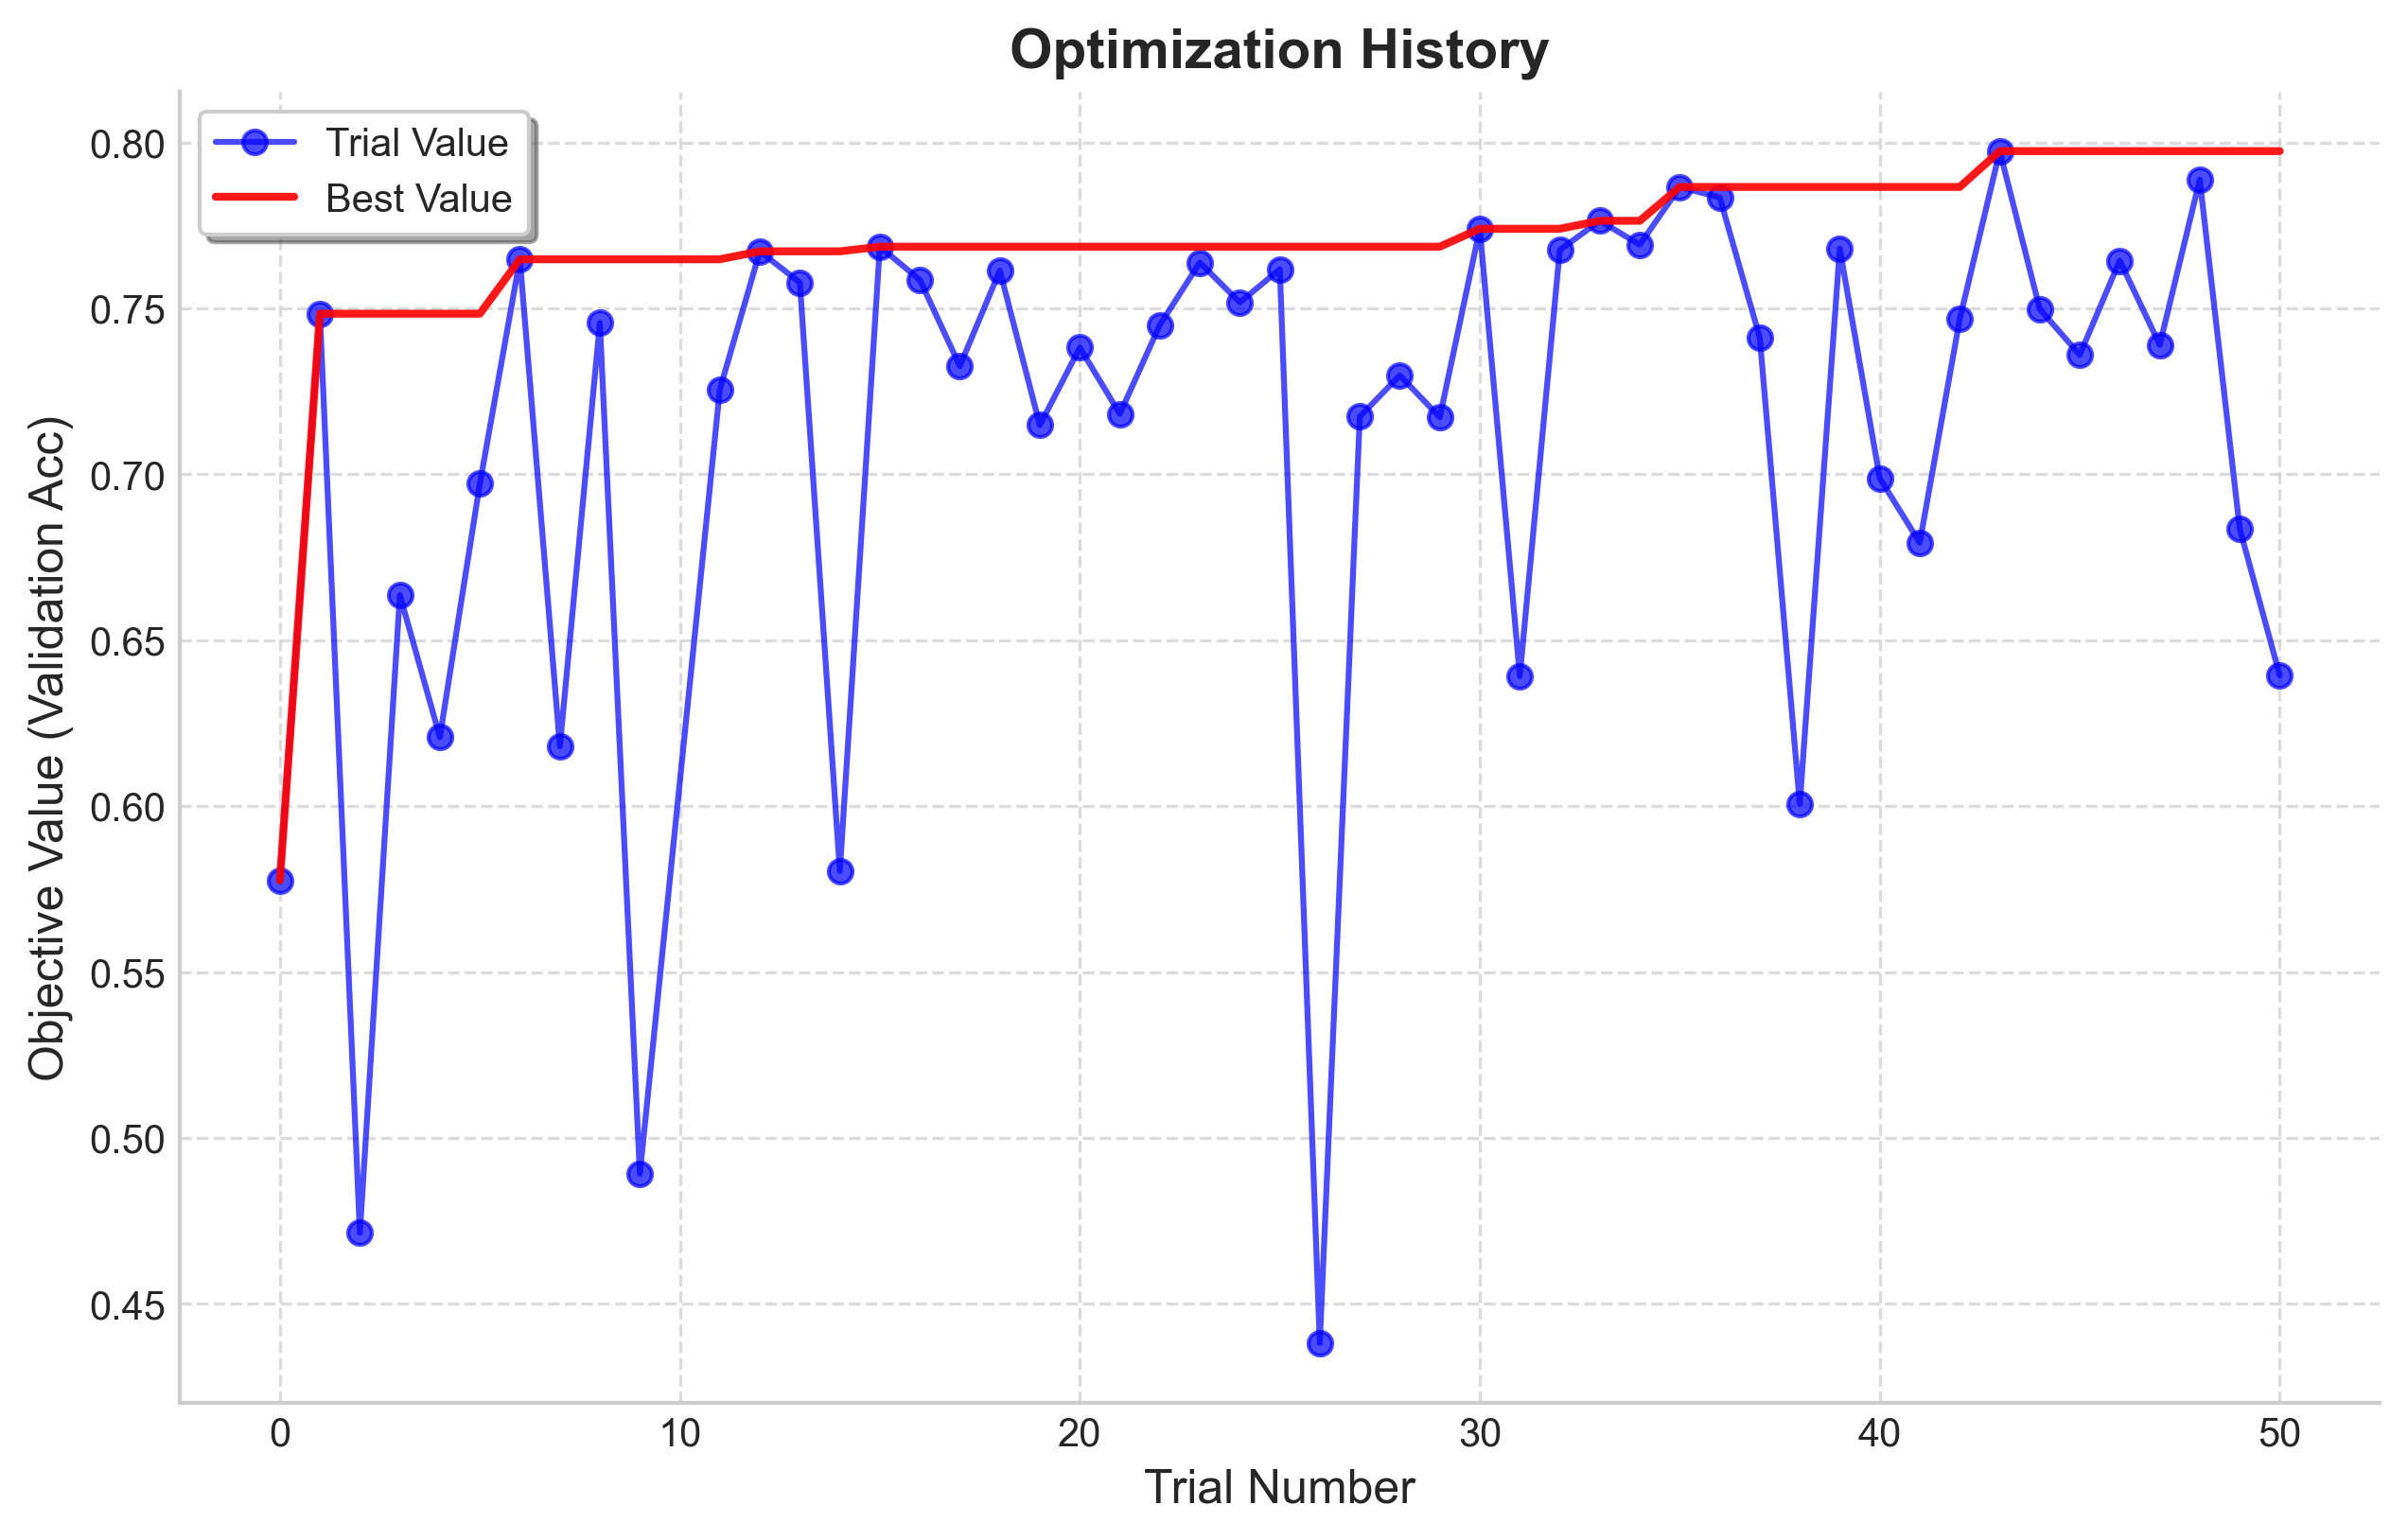 Optimization History
Trial Value
Best Value
Objective Value (Validation Acc)
0.80
0.75
0.70
0.65
0.60
0.55
0.50
0.45
0 10 20 30 40 50
Trial Number